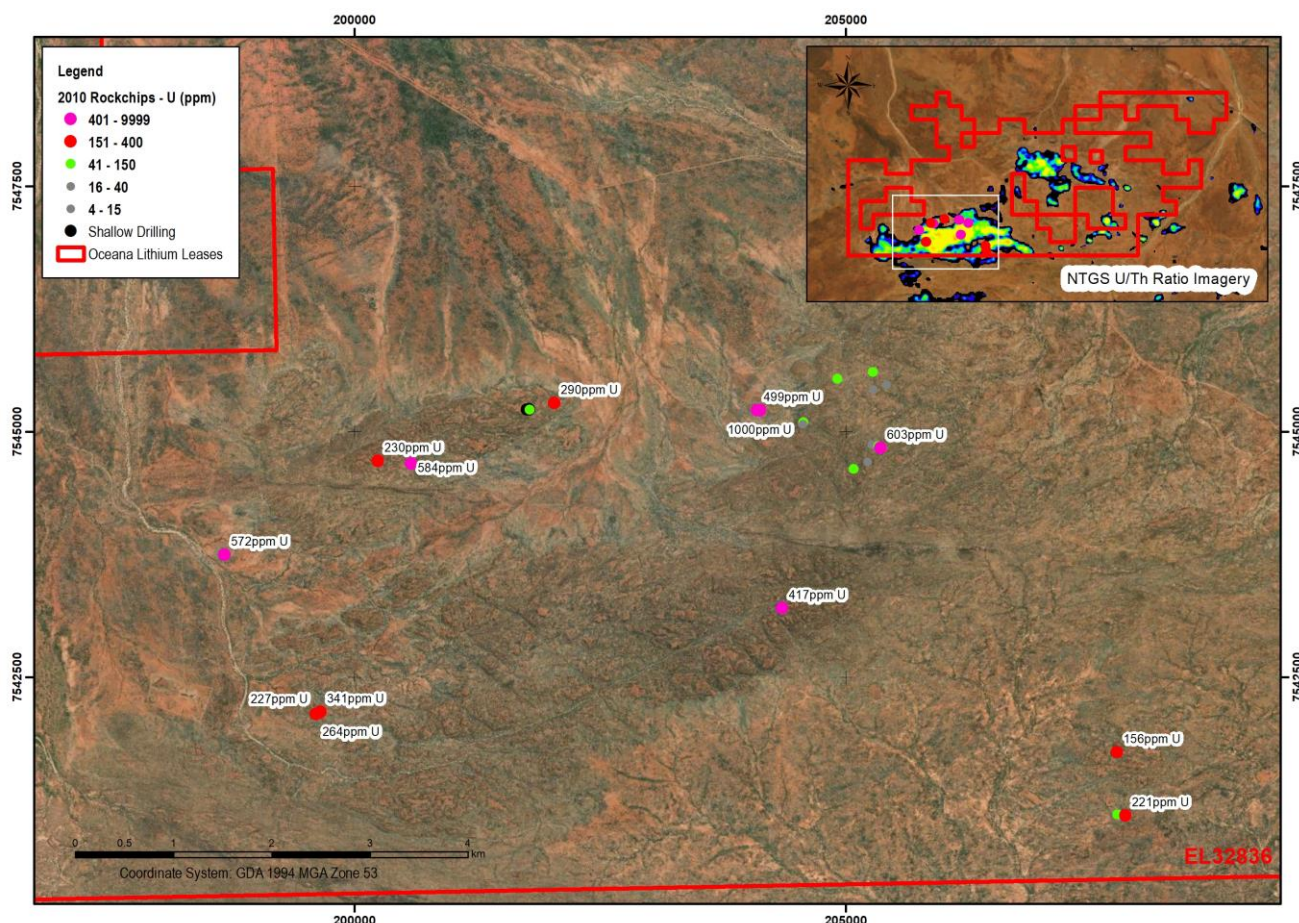 200000
205000
Legend
2010 Rockchips - U (ppm)
401 - 9999
151 - 400
41 - 150
16 - 40
4 - 15
Shallow Drilling
Oceana Lithium Leases
NTGS U/Th Ratio Imagery
7547500
7547500
290ppm U
499ppm U
7545000
1000ppm U
603ppm U
7545000
230ppm U
584ppm U
572ppm U
417ppm U
7542500
7542500
227ppm U
341ppm U
264ppm U
156ppm U
221ppm U
0 0.5 1 2 3 4
km
Coordinate System: GDA 1994 MGA Zone 53
EL32836
200000
205000